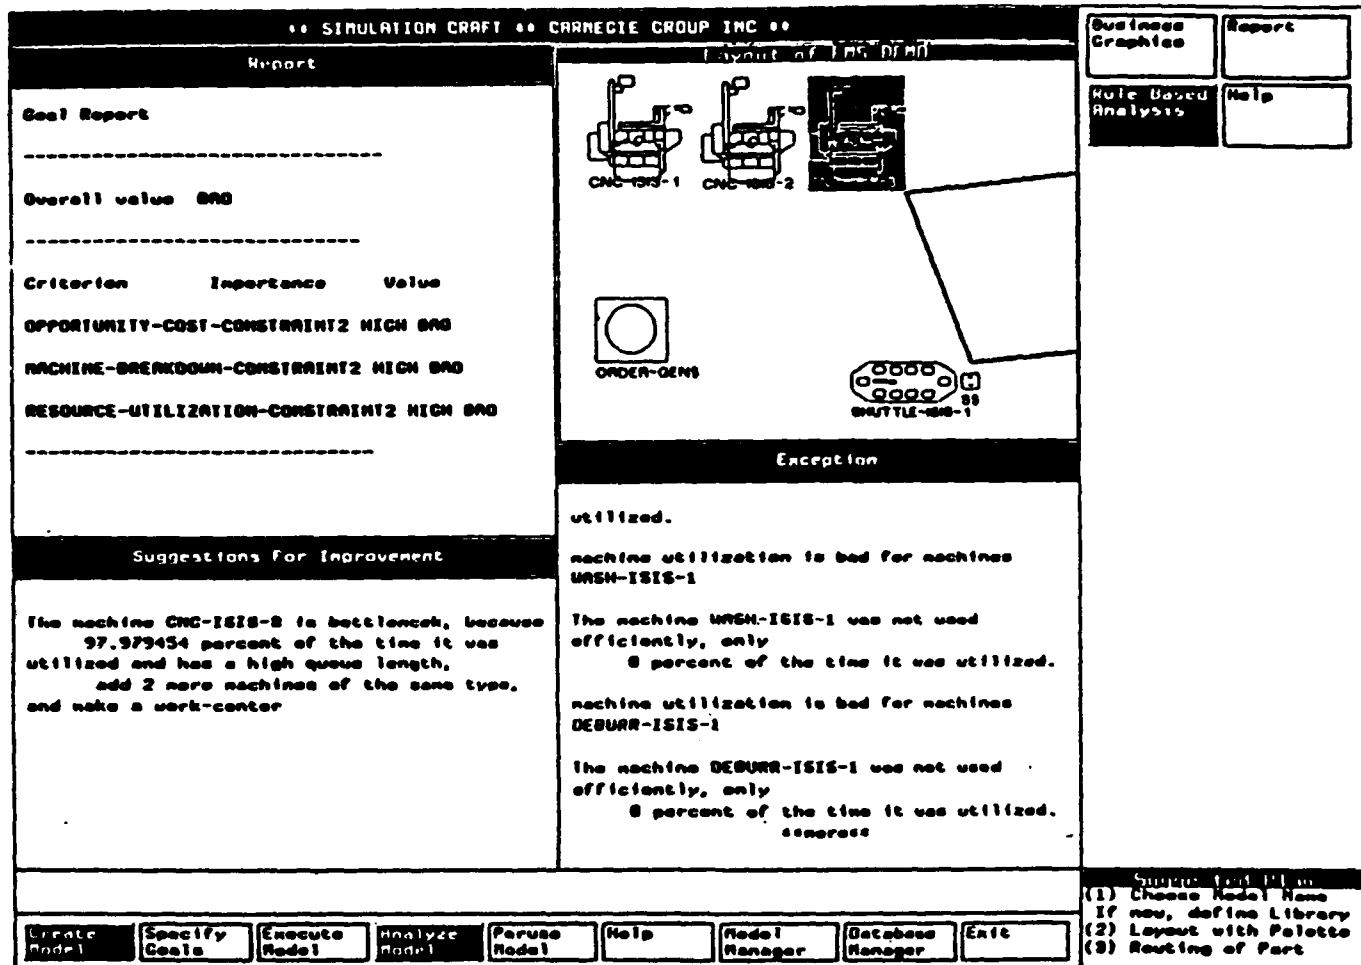 ** SIMULATION CRAFT ** CARNEGIE GROUP INC **
Report
Goal Report
--------------------------------
Overall value BAD
------------------------------
Criterion Importance Value
OPPORTUNITY-COST-CONSTRAINT2 HIGH BAD
MACHINE-BREAKDOWN-CONSTRAINT2 HIGH BAD
RESOURCE-UTILIZATION-CONSTRAINT2 HIGH BAD
-------------------------------
Suggestions For Improvement
The machine CNC-ISIS- is bottleneck, because
97.979454 percent of the time it was
utilized and has a high queue length,
add 2 more machines of the same type,
and make a work-center
Layout of FMS DEMO
CNC-ISIS-1
CNC-ISIS-2
ORDER-GENS
SS
SHUTTLE-ISIS-1
Exception
utilized.
machine utilization is bad for machines
WASH-ISIS-1
The machine WASH-ISIS-1 was not used
efficiently, only
0 percent of the time it was utilized.
machine utilization is bad for machines
DEBURR-ISIS-1
The machine DEBURR-ISIS-1 was not used
efficiently, only
0 percent of the time it was utilized.
**more**
Business
Graphics
Report
Rule Based
Analysis
Help
Create
Model
Specify
Goals
Execute
Model
Analyze
Model
Peruse
Model
Help
Model
Manager
Database
Manager
Exit
Suggested Plan
(1) Choose Model Name
If new, define Library
(2) Layout with Palette
(3) Routing of Part